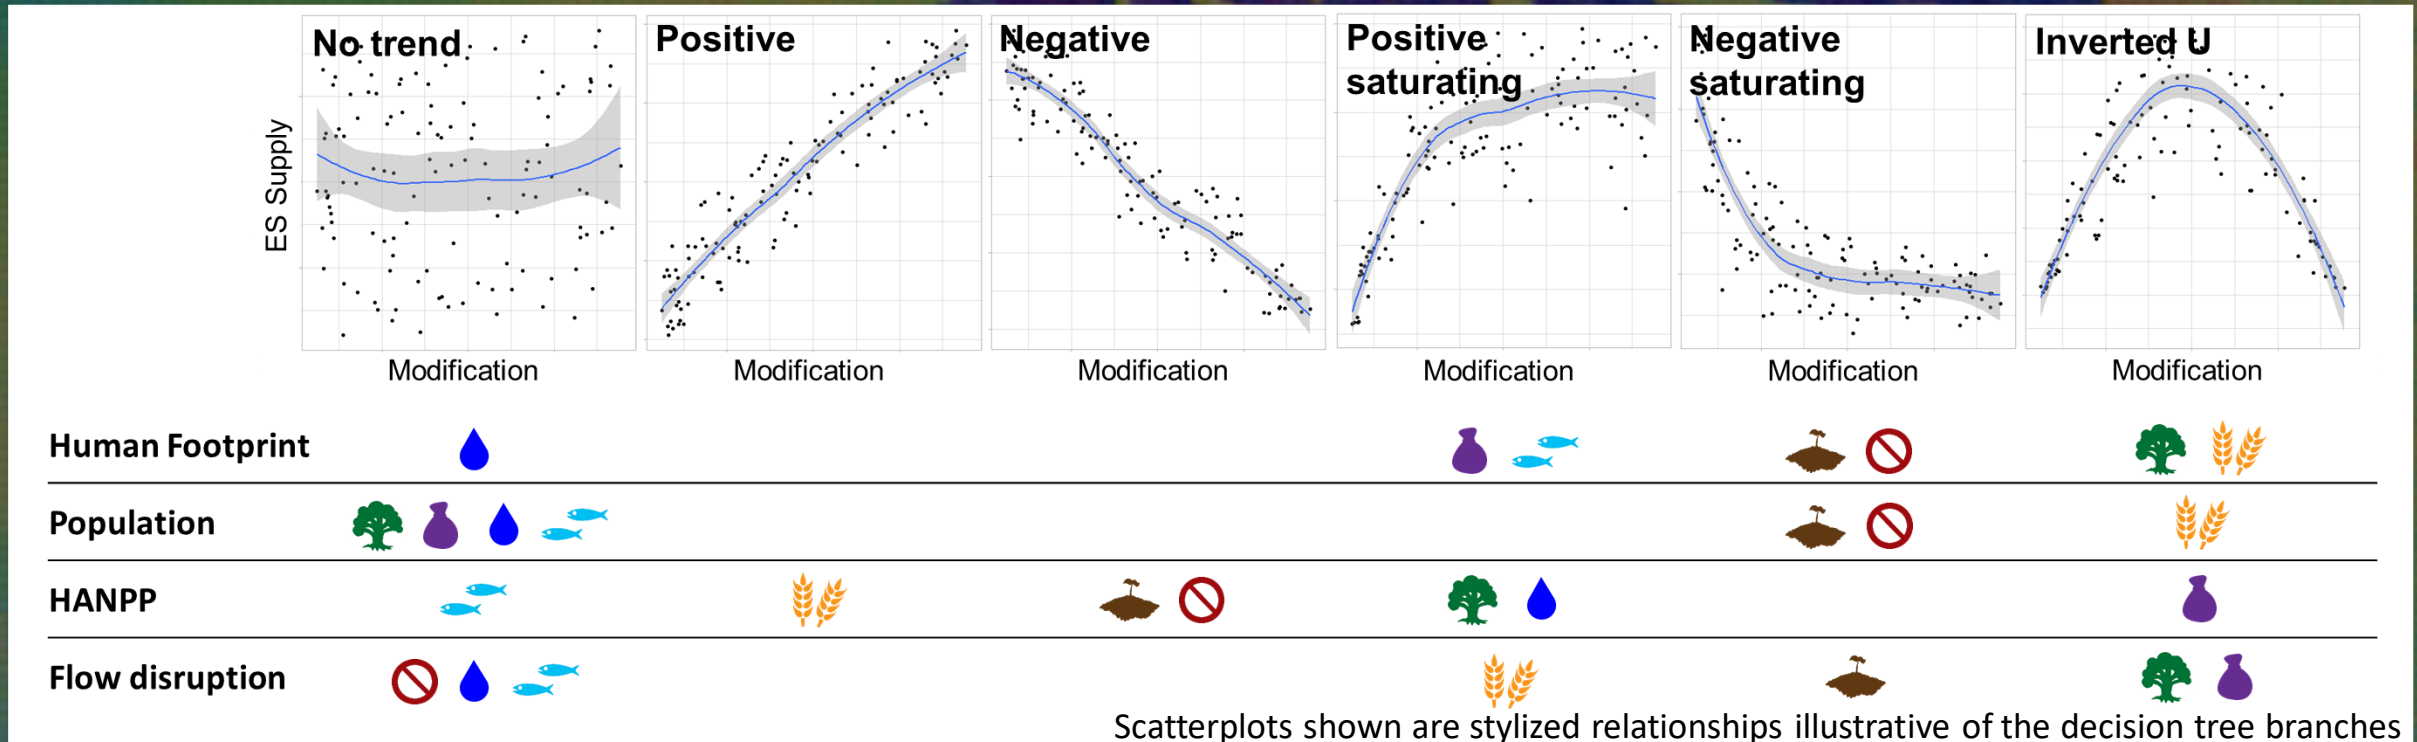 No trend
Positive
Negative
Positive
saturating
Negative
saturating
Inverted U
ES Supply
Modification
Modification
Modification
Modification
Modification
Modification
Human Footprint
Population
HANPP
Flow disruption
Scatterplots shown are stylized relationships illustrative of the decision tree branches